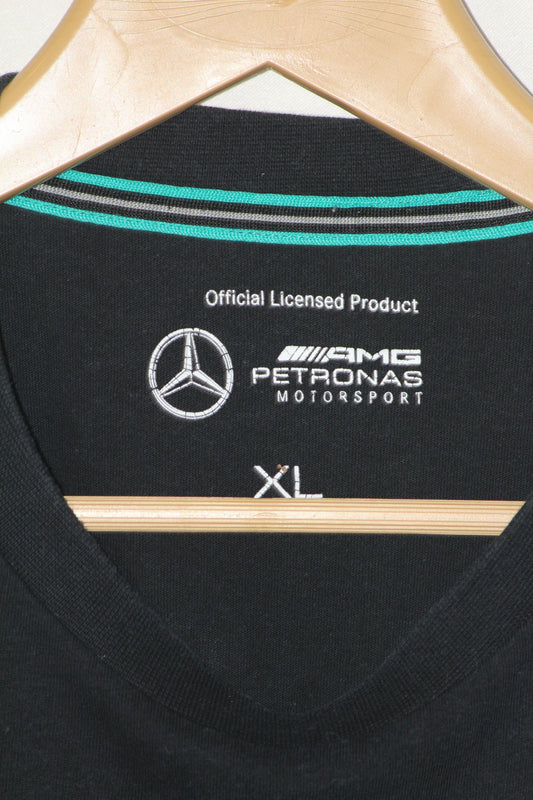 Official Licensed Product
AMG
PETRONAS
MOTORSPORT
XL